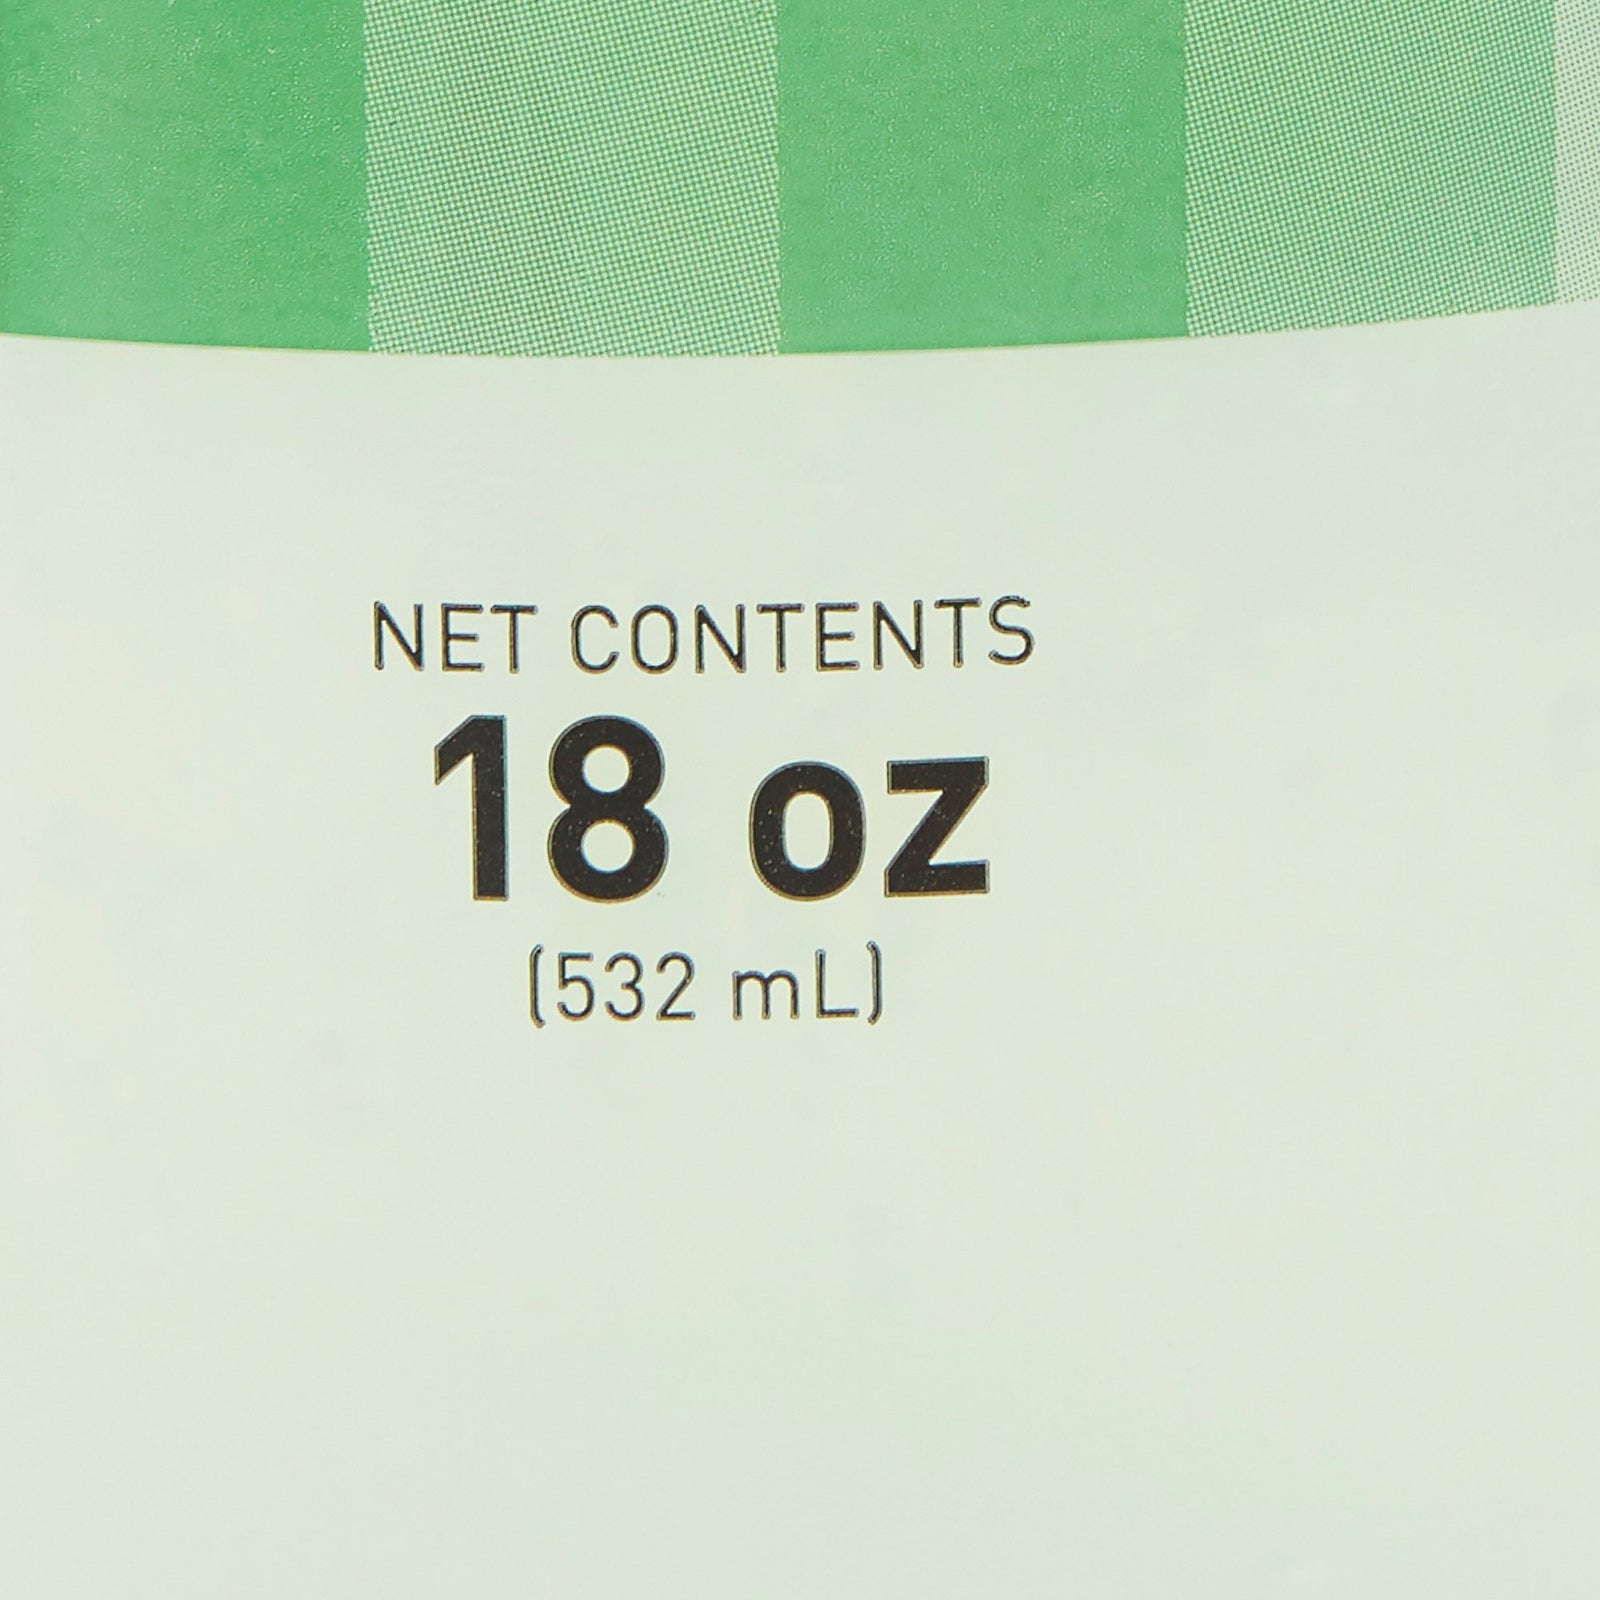 NET CONTENTS
18 oz
(532 mL)